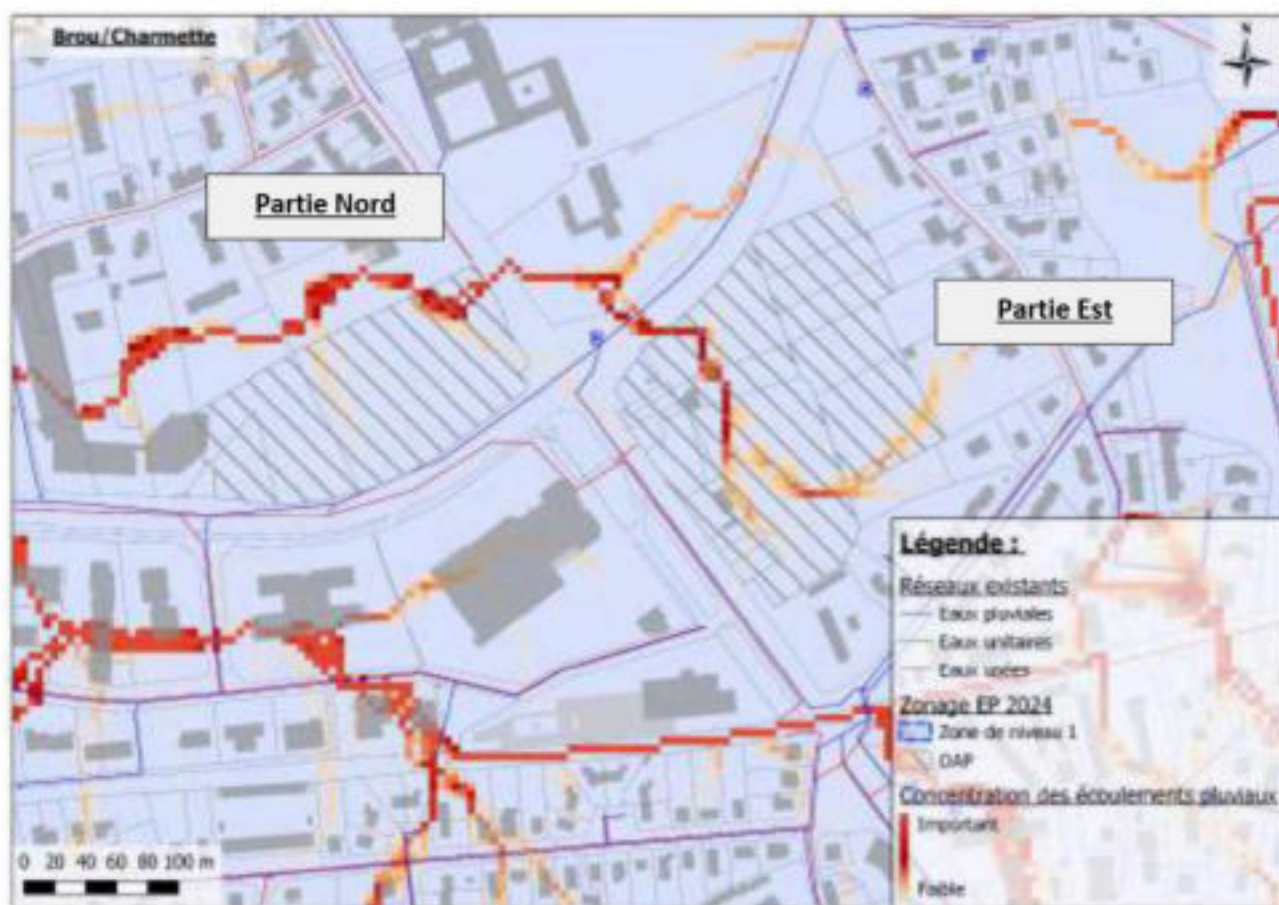 Brou/Charmette
N
Partie Nord
Partie Est
Légende :
Réseaux existants
Eaux pluviales
Eaux unitaires
Eaux usées
Zonage EP 2024
Zone de niveau 1
OAP
Concentration des écoulements pluviaux
Important
Faible
0 20 40 60 80 100 m